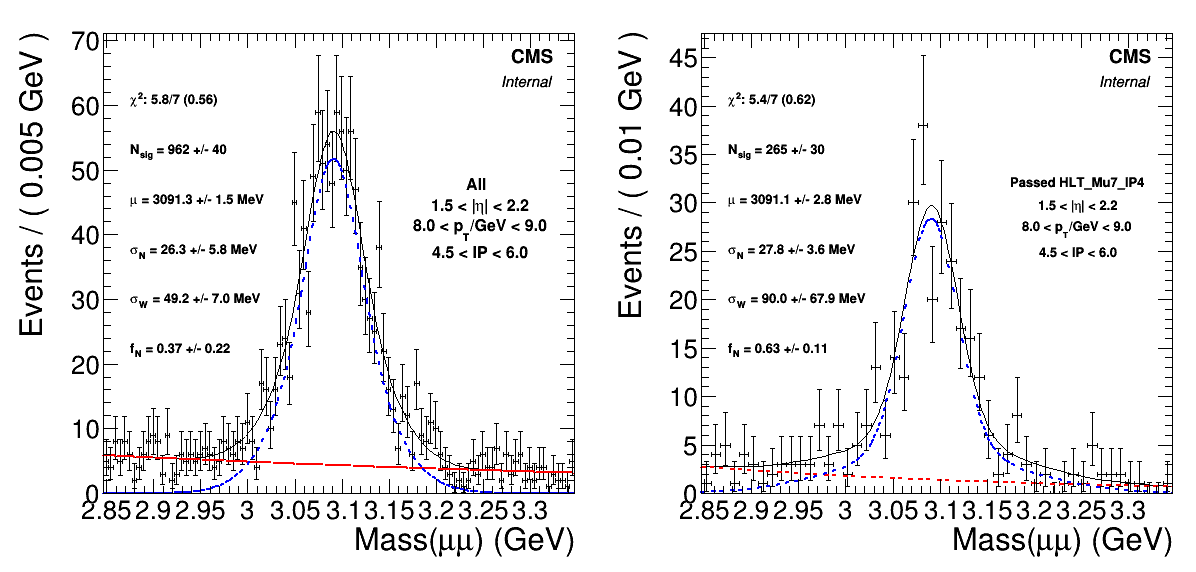 Events / ( 0.005 GeV )
70
60
50
40
30
20
10
0
CMS
Internal
χ²: 5.8/7 (0.56)
N_sig = 962 +/- 40
μ = 3091.3 +/- 1.5 MeV
σ_N = 26.3 +/- 5.8 MeV
σ_W = 49.2 +/- 7.0 MeV
f_N = 0.37 +/- 0.22
All
1.5 < |η| < 2.2
8.0 < p_T/GeV < 9.0
4.5 < IP < 6.0
2.85 2.9 2.95 3 3.05 3.1 3.15 3.2 3.25 3.3
Mass(μμ) (GeV)
Events / ( 0.01 GeV )
45
40
35
30
25
20
15
10
5
0
CMS
Internal
χ²: 5.4/7 (0.62)
N_sig = 265 +/- 30
μ = 3091.1 +/- 2.8 MeV
σ_N = 27.8 +/- 3.6 MeV
σ_W = 90.0 +/- 67.9 MeV
f_N = 0.63 +/- 0.11
Passed HLT_Mu7_IP4
1.5 < |η| < 2.2
8.0 < p_T/GeV < 9.0
4.5 < IP < 6.0
2.85 2.9 2.95 3 3.05 3.1 3.15 3.2 3.25 3.3
Mass(μμ) (GeV)